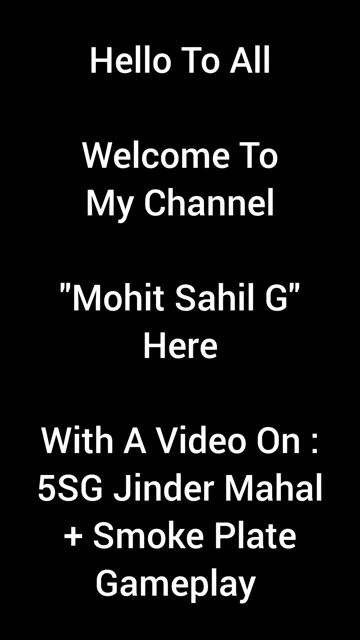 Hello To All
Welcome To
My Channel
"Mohit Sahil G"
Here
With A Video On :
5SG Jinder Mahal
+ Smoke Plate
Gameplay